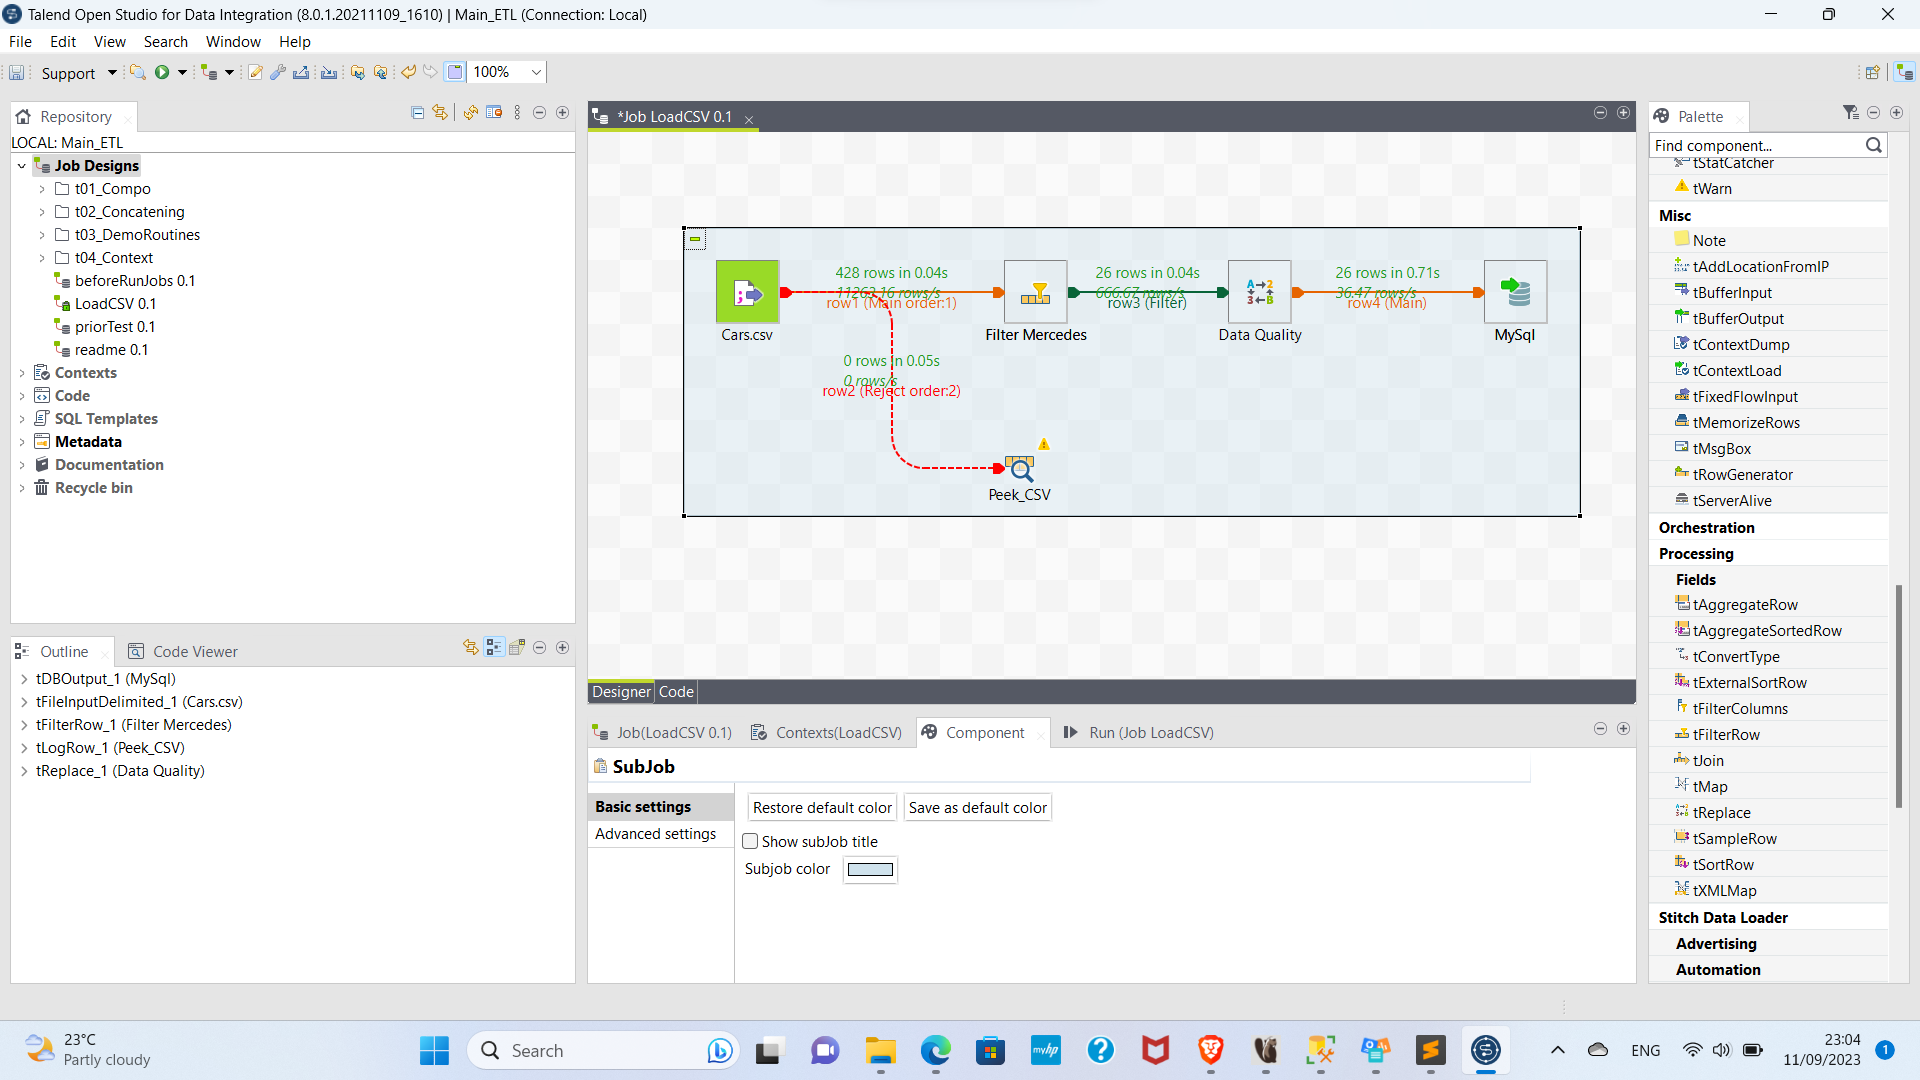 Talend Open Studio for Data Integration (8.0.1.20211109_1610) | Main_ETL (Connection: Local)
File Edit View Search Window Help
Support 100%
Repository
LOCAL: Main_ETL
Job Designs
t01_Compo
t02_Concatening
t03_DemoRoutines
t04_Context
beforeRunJobs 0.1
LoadCSV 0.1
priorTest 0.1
readme 0.1
Contexts
Code
SQL Templates
Metadata
Documentation
Recycle bin
Outline Code Viewer
tDBOutput_1 (MySql)
tFileInputDelimited_1 (Cars.csv)
tFilterRow_1 (Filter Mercedes)
tLogRow_1 (Peek_CSV)
tReplace_1 (Data Quality)
*Job LoadCSV 0.1
428 rows in 0.04s
11263.16 rows/s
row1 (Main order:1)
26 rows in 0.04s
666.67 rows/s
row3 (Filter)
26 rows in 0.71s
36.47 rows/s
row4 (Main)
Cars.csv
Filter Mercedes
Data Quality
MySql
0 rows in 0.05s
0 rows/s
row2 (Reject order:2)
Peek_CSV
Designer Code
Job(LoadCSV 0.1) Contexts(LoadCSV) Component Run (Job LoadCSV)
SubJob
Basic settings
Advanced settings
Restore default color Save as default color
Show subJob title
Subjob color
Palette
Find component...
tStatCatcher
tWarn
Misc
Note
tAddLocationFromIP
tBufferInput
tBufferOutput
tContextDump
tContextLoad
tFixedFlowInput
tMemorizeRows
tMsgBox
tRowGenerator
tServerAlive
Orchestration
Processing
Fields
tAggregateRow
tAggregateSortedRow
tConvertType
tExternalSortRow
tFilterColumns
tFilterRow
tJoin
tMap
tReplace
tSampleRow
tSortRow
tXMLMap
Stitch Data Loader
Advertising
Automation
23°C
Partly cloudy
Search
myhp
ENG
23:04
11/09/2023
1